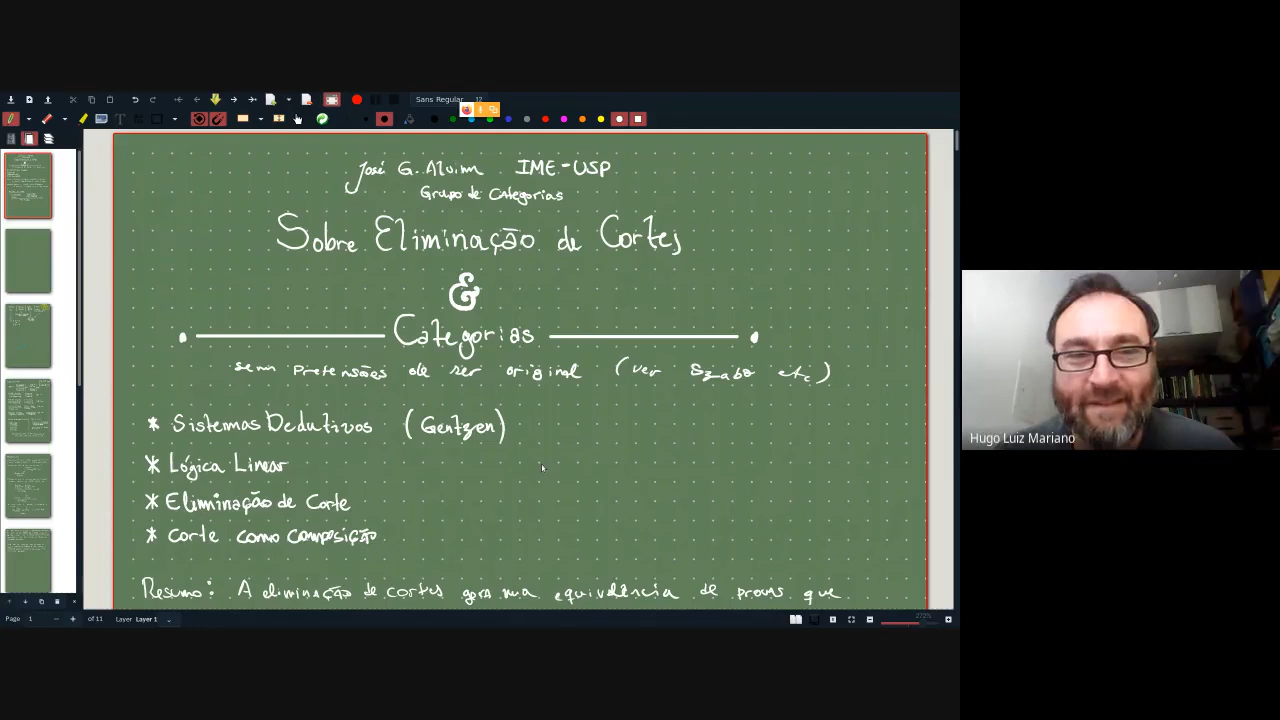 Sans Regular 12
José G. Alvim IME-USP
Grupo de Categorias
Sobre Eliminação de Cortes
&
Categorias
sem pretensões de ser original (ver Szabo etc)
* Sistemas Dedutivos (Gentzen)
* Lógica Linear
* Eliminação de Corte
* Corte como composição
Resumo: A eliminação de cortes gera uma equivalência de provas que
Page 1 of 11 Layer Layer 1
272%
Hugo Luiz Mariano